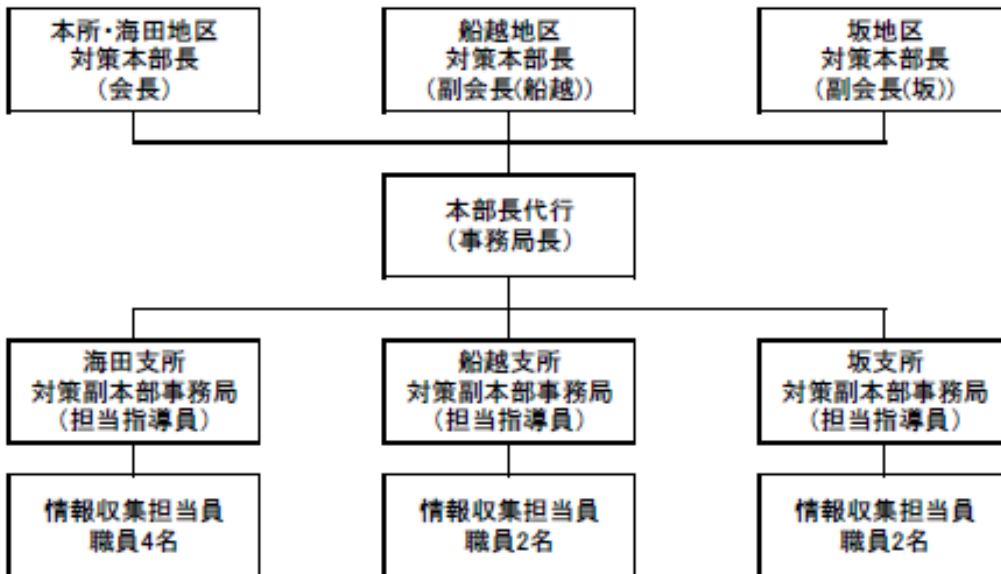 本所・海田地区
対策本部長
(会長)
船越地区
対策本部長
(副会長(船越))
坂地区
対策本部長
(副会長(坂))
本部長代行
(事務局長)
海田支所
対策副本部事務局
(担当指導員)
船越支所
対策副本部事務局
(担当指導員)
坂支所
対策副本部事務局
(担当指導員)
情報収集担当員
職員4名
情報収集担当員
職員2名
情報収集担当員
職員2名